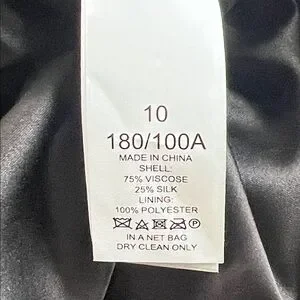 10
180/100A
MADE IN CHINA
SHELL:
75% VISCOSE
25% SILK
LINING:
100% POLYESTER
IN A NET BAG
DRY CLEAN ONLY